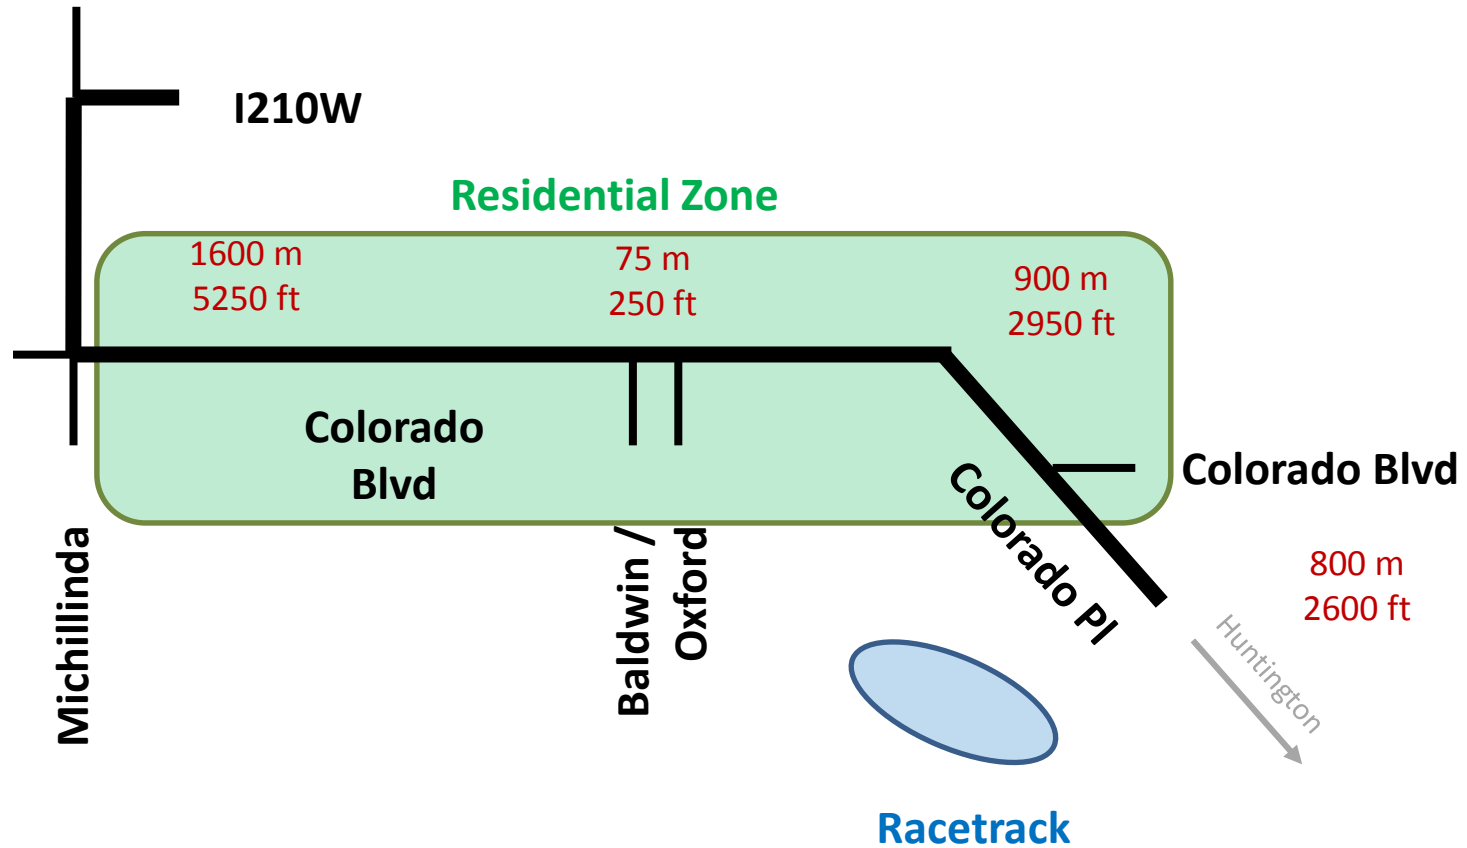 I210W
Residential Zone
1600 m
5250 ft
75 m
250 ft
900 m
2950 ft
Colorado
Blvd
Colorado Blvd
Colorado Pl
Michillinda
Baldwin /
Oxford
800 m
2600 ft
Huntington
Racetrack